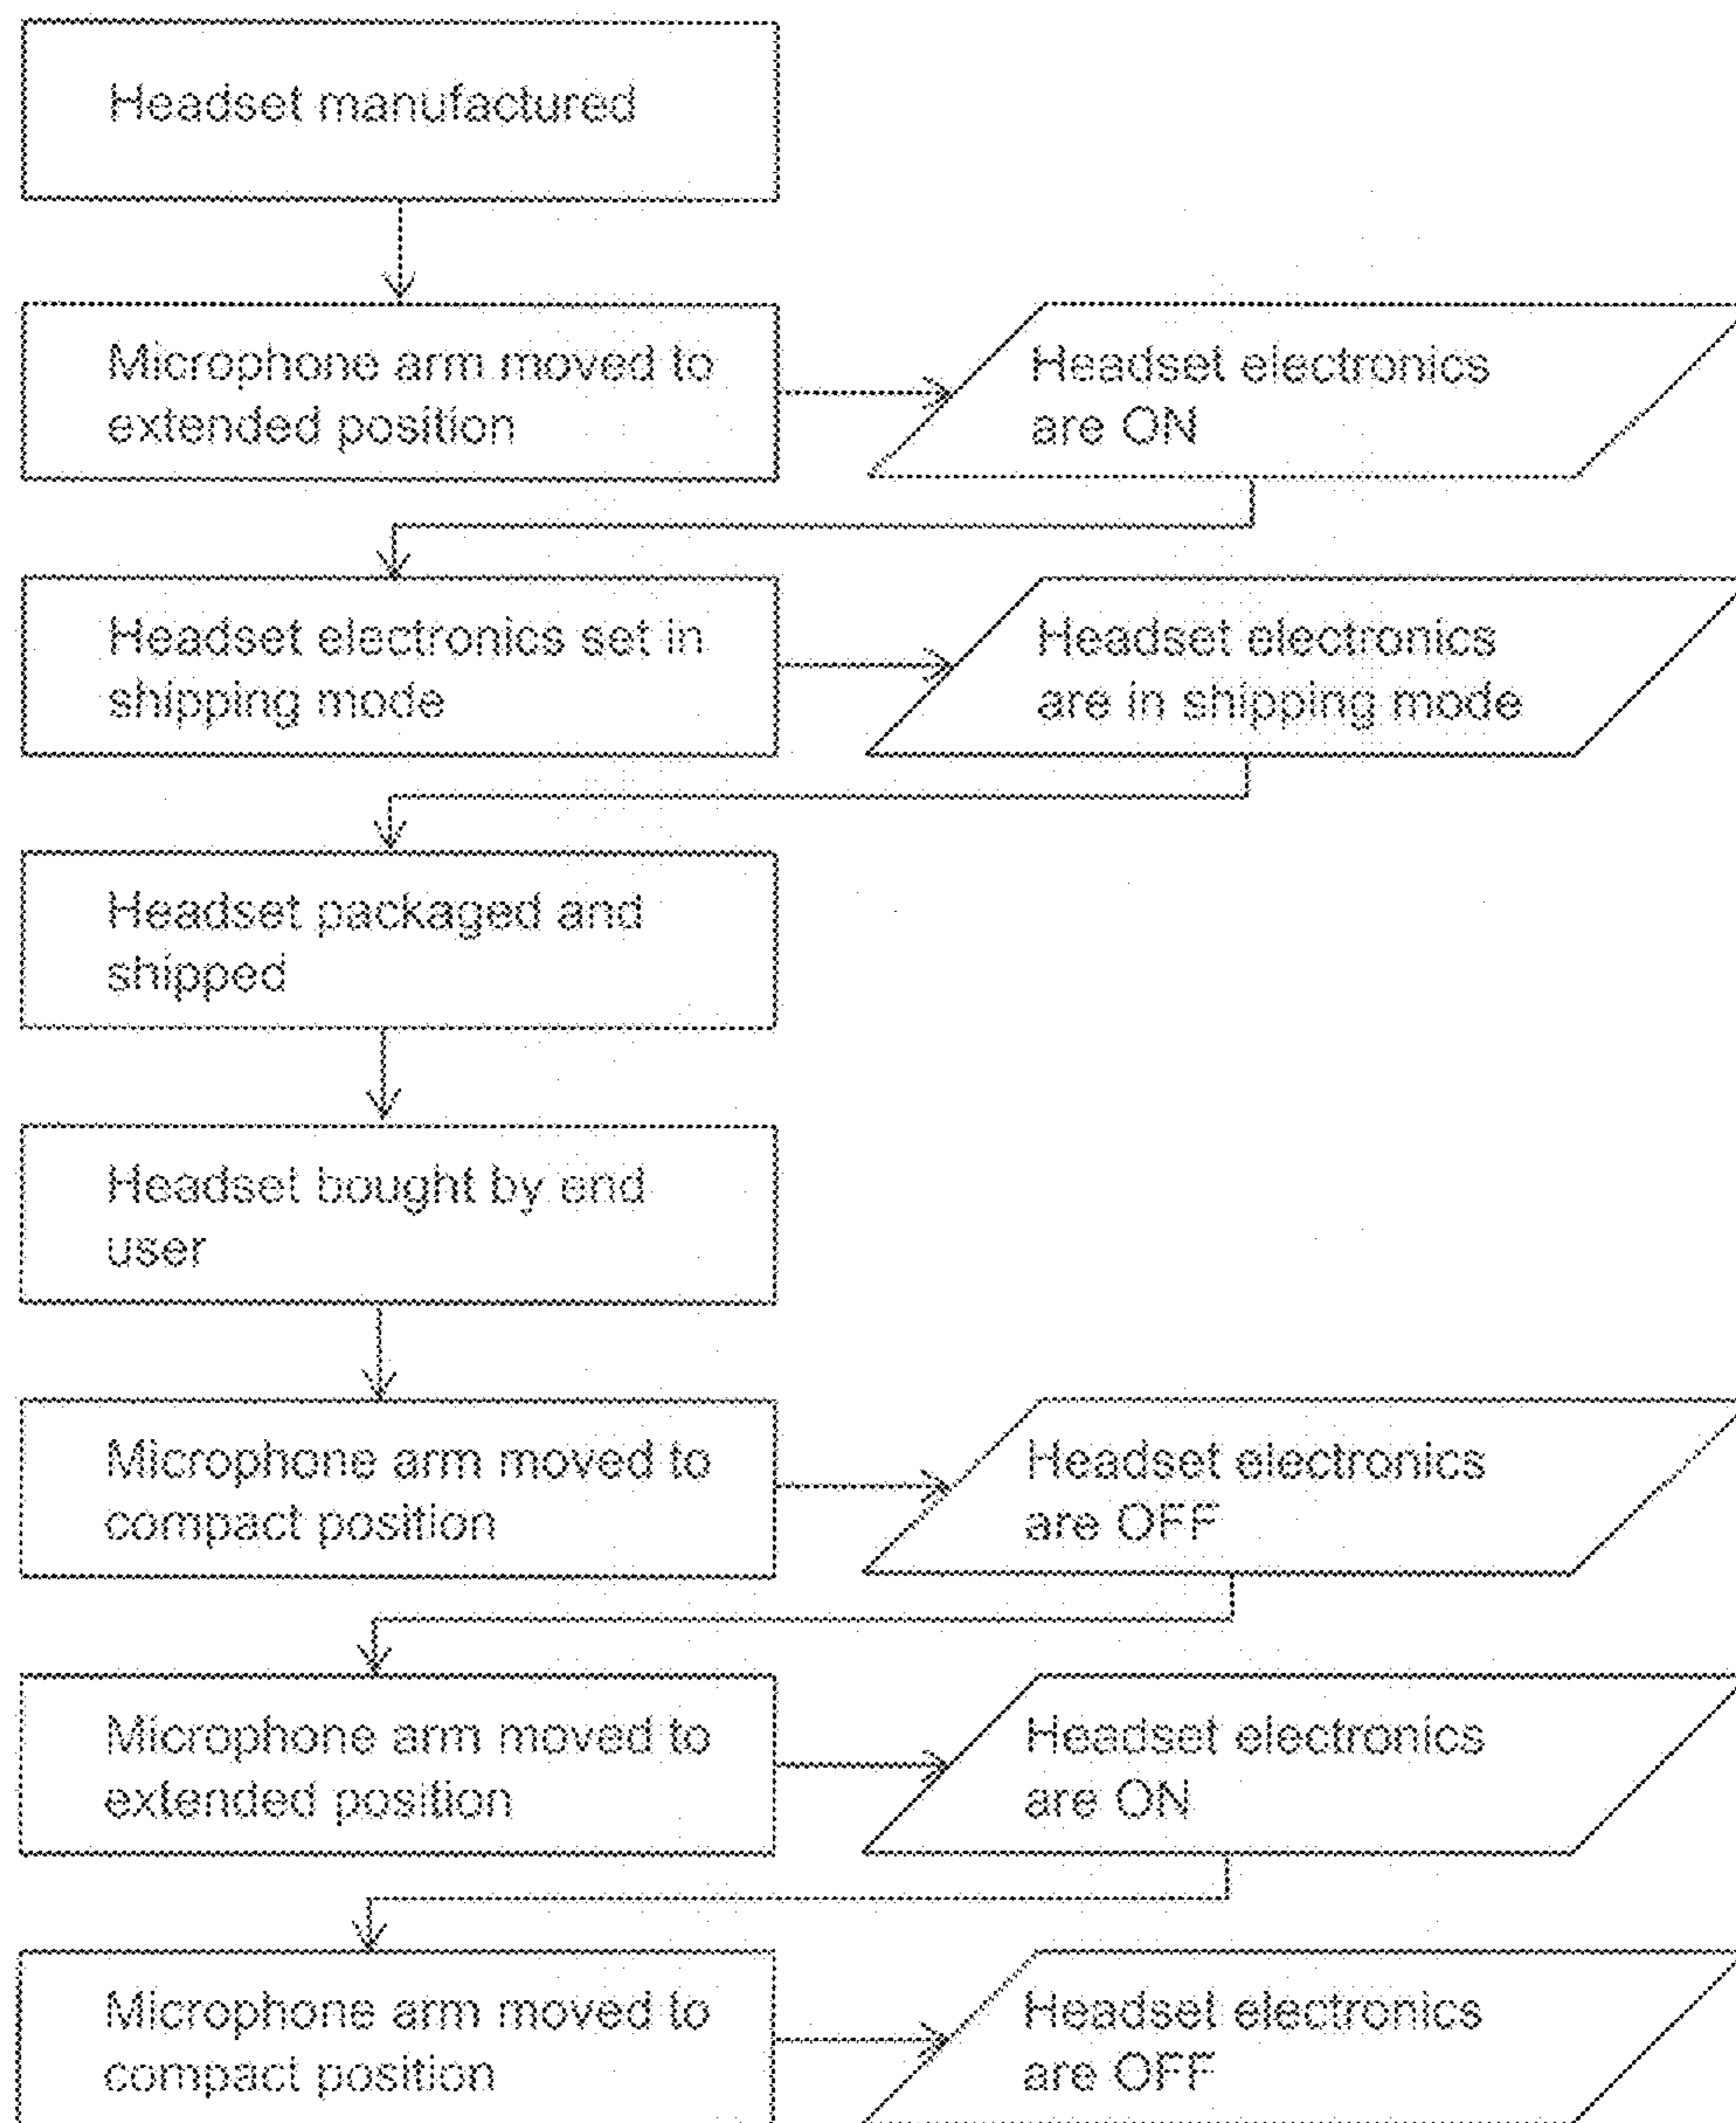 Headset manufactured
Microphone arm moved to
extended position
Headset electronics
are ON
Headset electronics set in
shipping mode
Headset electronics
are in shipping mode
Headset packaged and
shipped
Headset bought by end
user
Microphone arm moved to
compact position
Headset electronics
are OFF
Microphone arm moved to
extended position
Headset electronics
are ON
Microphone arm moved to
compact position
Headset electronics
are OFF